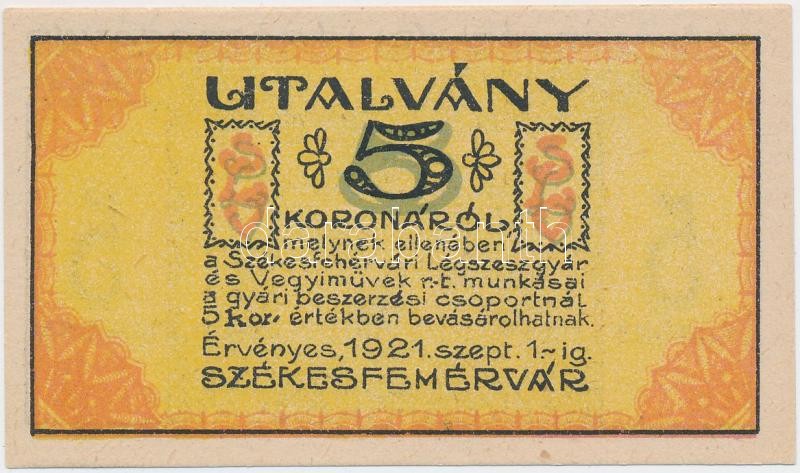 UTALVÁNY
5
KORONÁRÓL,
melynek ellenében
a Székesfehérvári Légszeszgyár
és Vegyiművek r.-t. munkásai
a gyári beszerzési csoportnál
5 kor. értékben bevásárolhatnak.
Érvényes, 1921. szept. 1.-ig.
SZÉKESFEMÉRVÁR